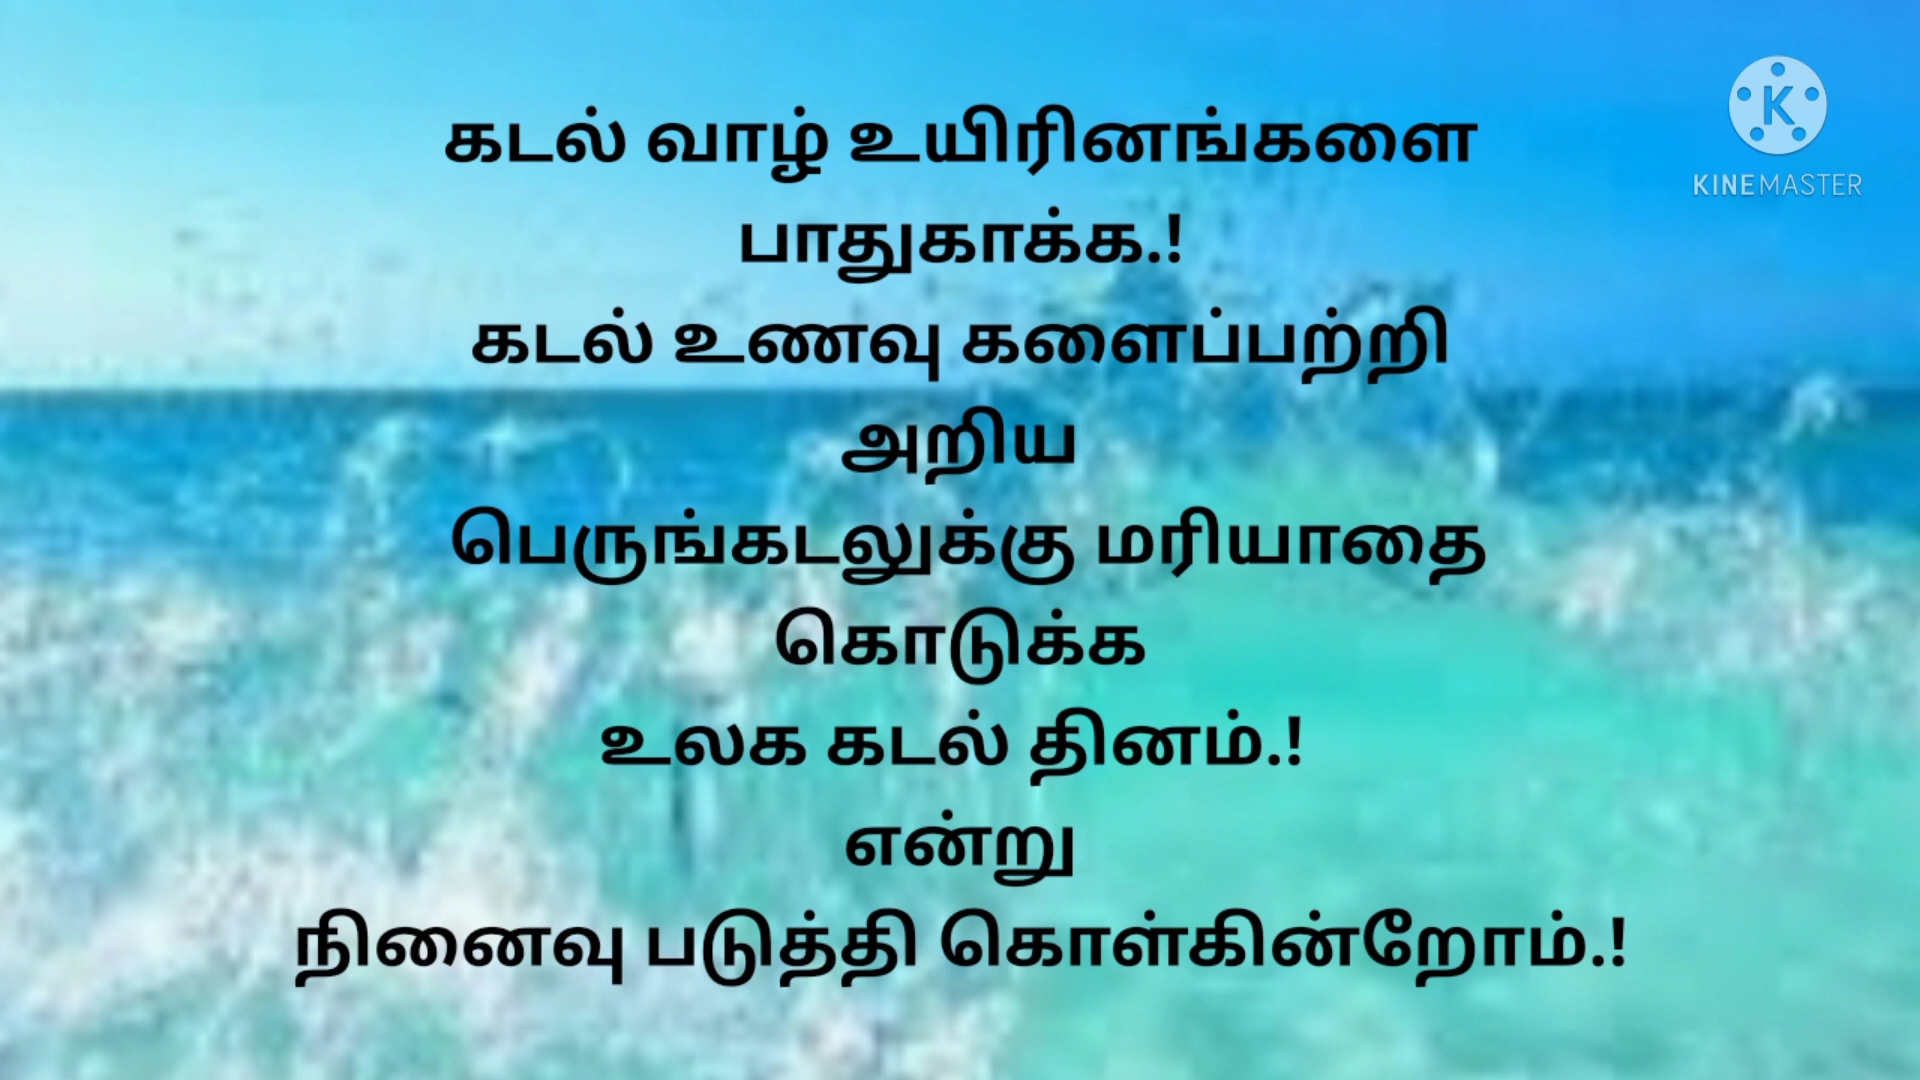 கடல் வாழ் உயிரினங்களை
பாதுகாக்க.!
கடல் உணவு களைப்பற்றி
அறிய
பெருங்கடலுக்கு மரியாதை
கொடுக்க
உலக கடல் தினம்.!
என்று
நினைவு படுத்தி கொள்கின்றோம்.!
K
KINEMASTER